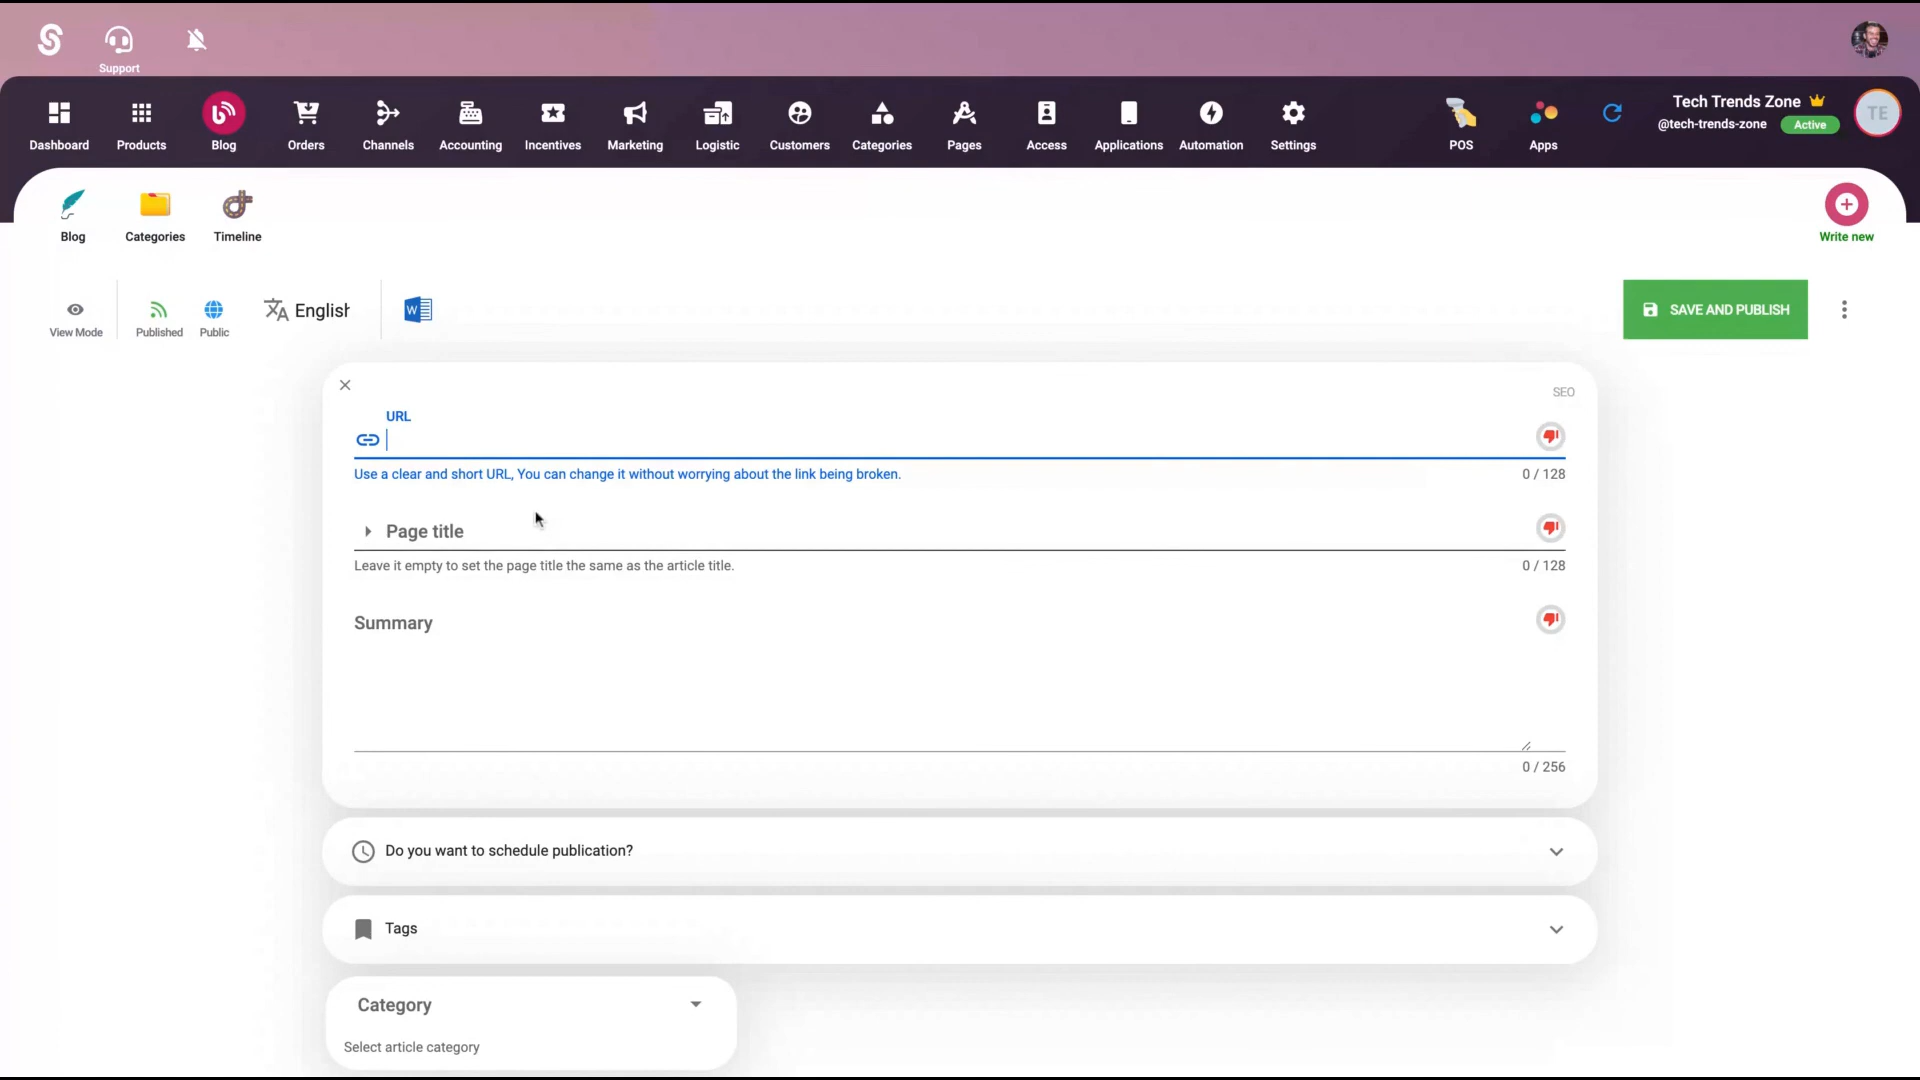 Support
Dashboard Products Blog Orders Channels Accounting Incentives Marketing Logistic Customers Categories Pages Access Applications Automation Settings POS Apps
Tech Trends Zone
@tech-trends-zone Active
TE
Blog Categories Timeline
Write new
View Mode Published Public English
W
SAVE AND PUBLISH
SEO
URL
Use a clear and short URL, You can change it without worrying about the link being broken. 0 / 128
Page title
Leave it empty to set the page title the same as the article title. 0 / 128
Summary
0 / 256
Do you want to schedule publication?
Tags
Category
Select article category